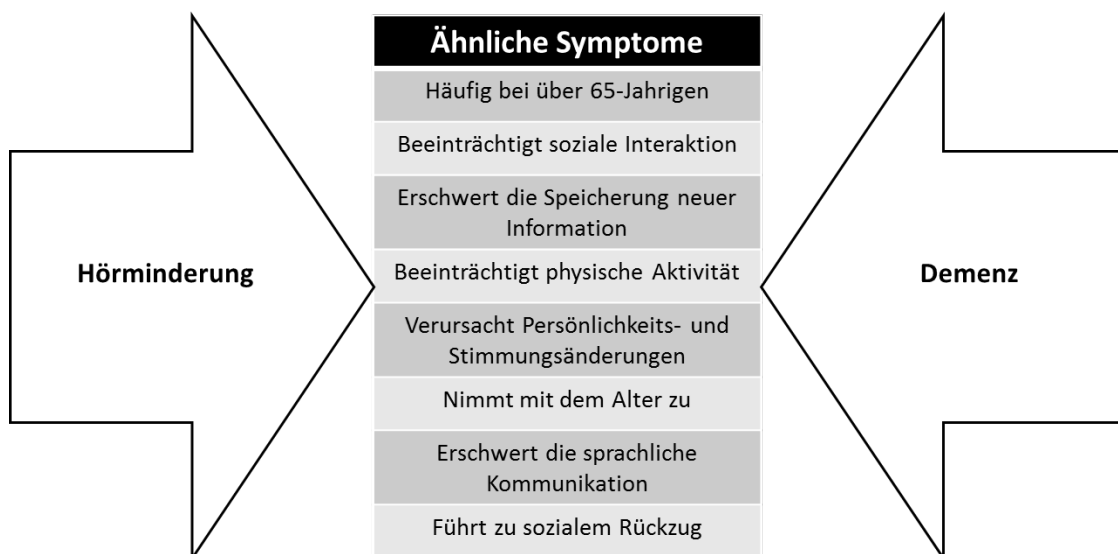 Ähnliche Symptome
Häufig bei über 65-Jahrigen
Beeinträchtigt soziale Interaktion
Erschwert die Speicherung neuer
Information
Hörminderung
Beeinträchtigt physische Aktivität
Demenz
Verursacht Persönlichkeits- und
Stimmungsänderungen
Nimmt mit dem Alter zu
Erschwert die sprachliche
Kommunikation
Führt zu sozialem Rückzug